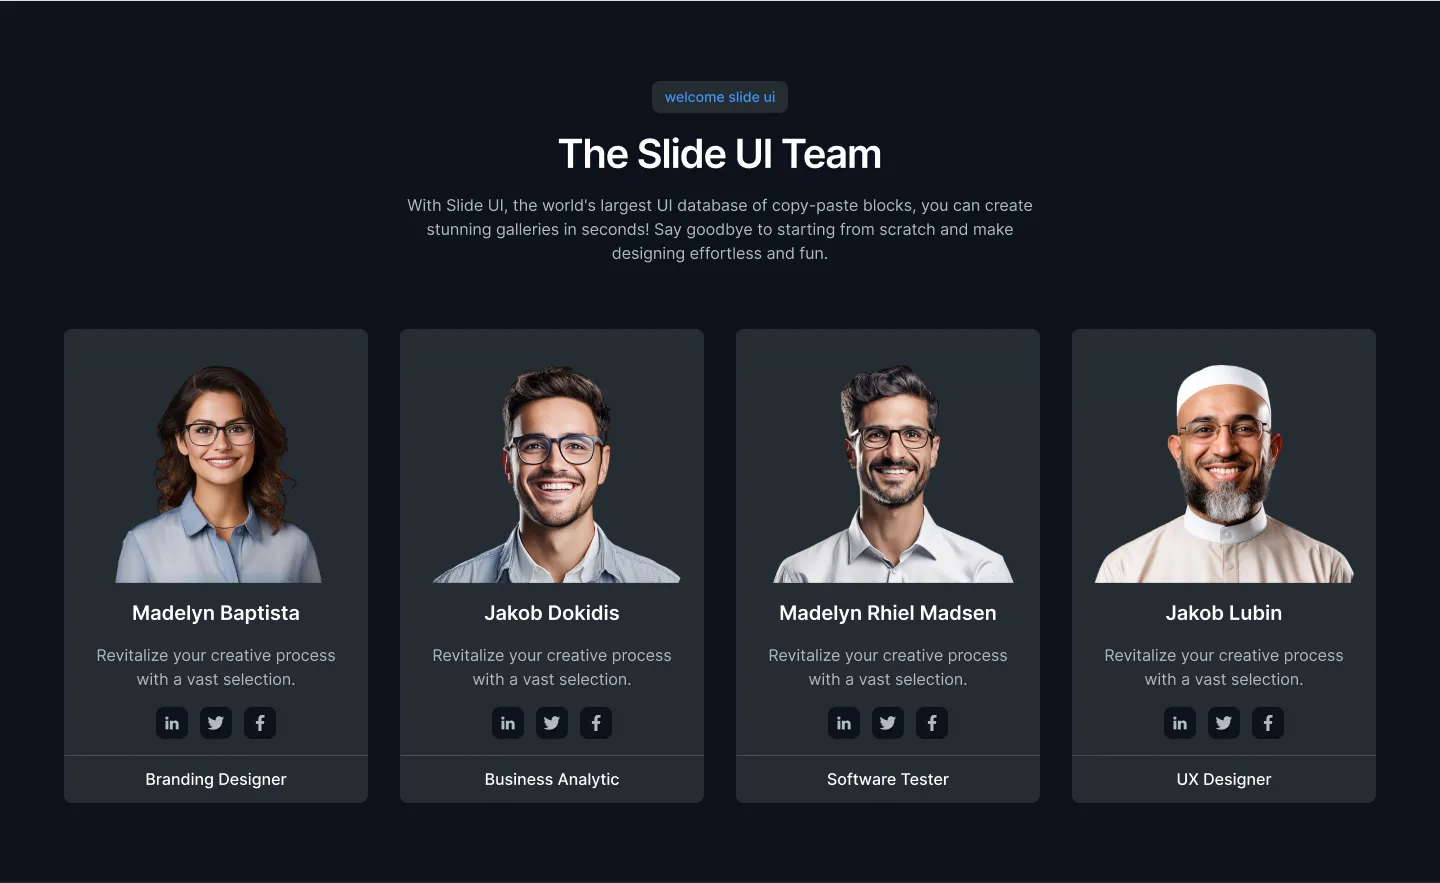 welcome slide ui
The Slide UI Team
With Slide UI, the world's largest UI database of copy-paste blocks, you can create
stunning galleries in seconds! Say goodbye to starting from scratch and make
designing effortless and fun.
Madelyn Baptista
Revitalize your creative process
with a vast selection.
in
f
Branding Designer
Jakob Dokidis
Revitalize your creative process
with a vast selection.
in
f
Business Analytic
Madelyn Rhiel Madsen
Revitalize your creative process
with a vast selection.
in
f
Software Tester
Jakob Lubin
Revitalize your creative process
with a vast selection.
in
f
UX Designer